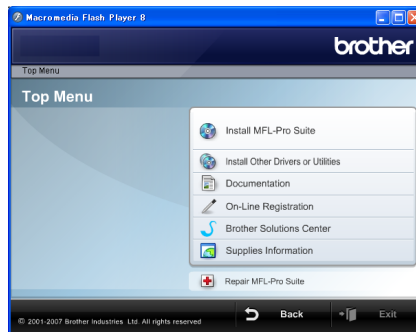 Macromedia Flash Player 8
brother
Top Menu
Top Menu
Install MFL-Pro Suite
Install Other Drivers or Utilities
Documentation
On-Line Registration
Brother Solutions Center
Supplies Information
Repair MFL-Pro Suite
© 2001-2007 Brother Industries Ltd. All rights reserved
Back
Exit